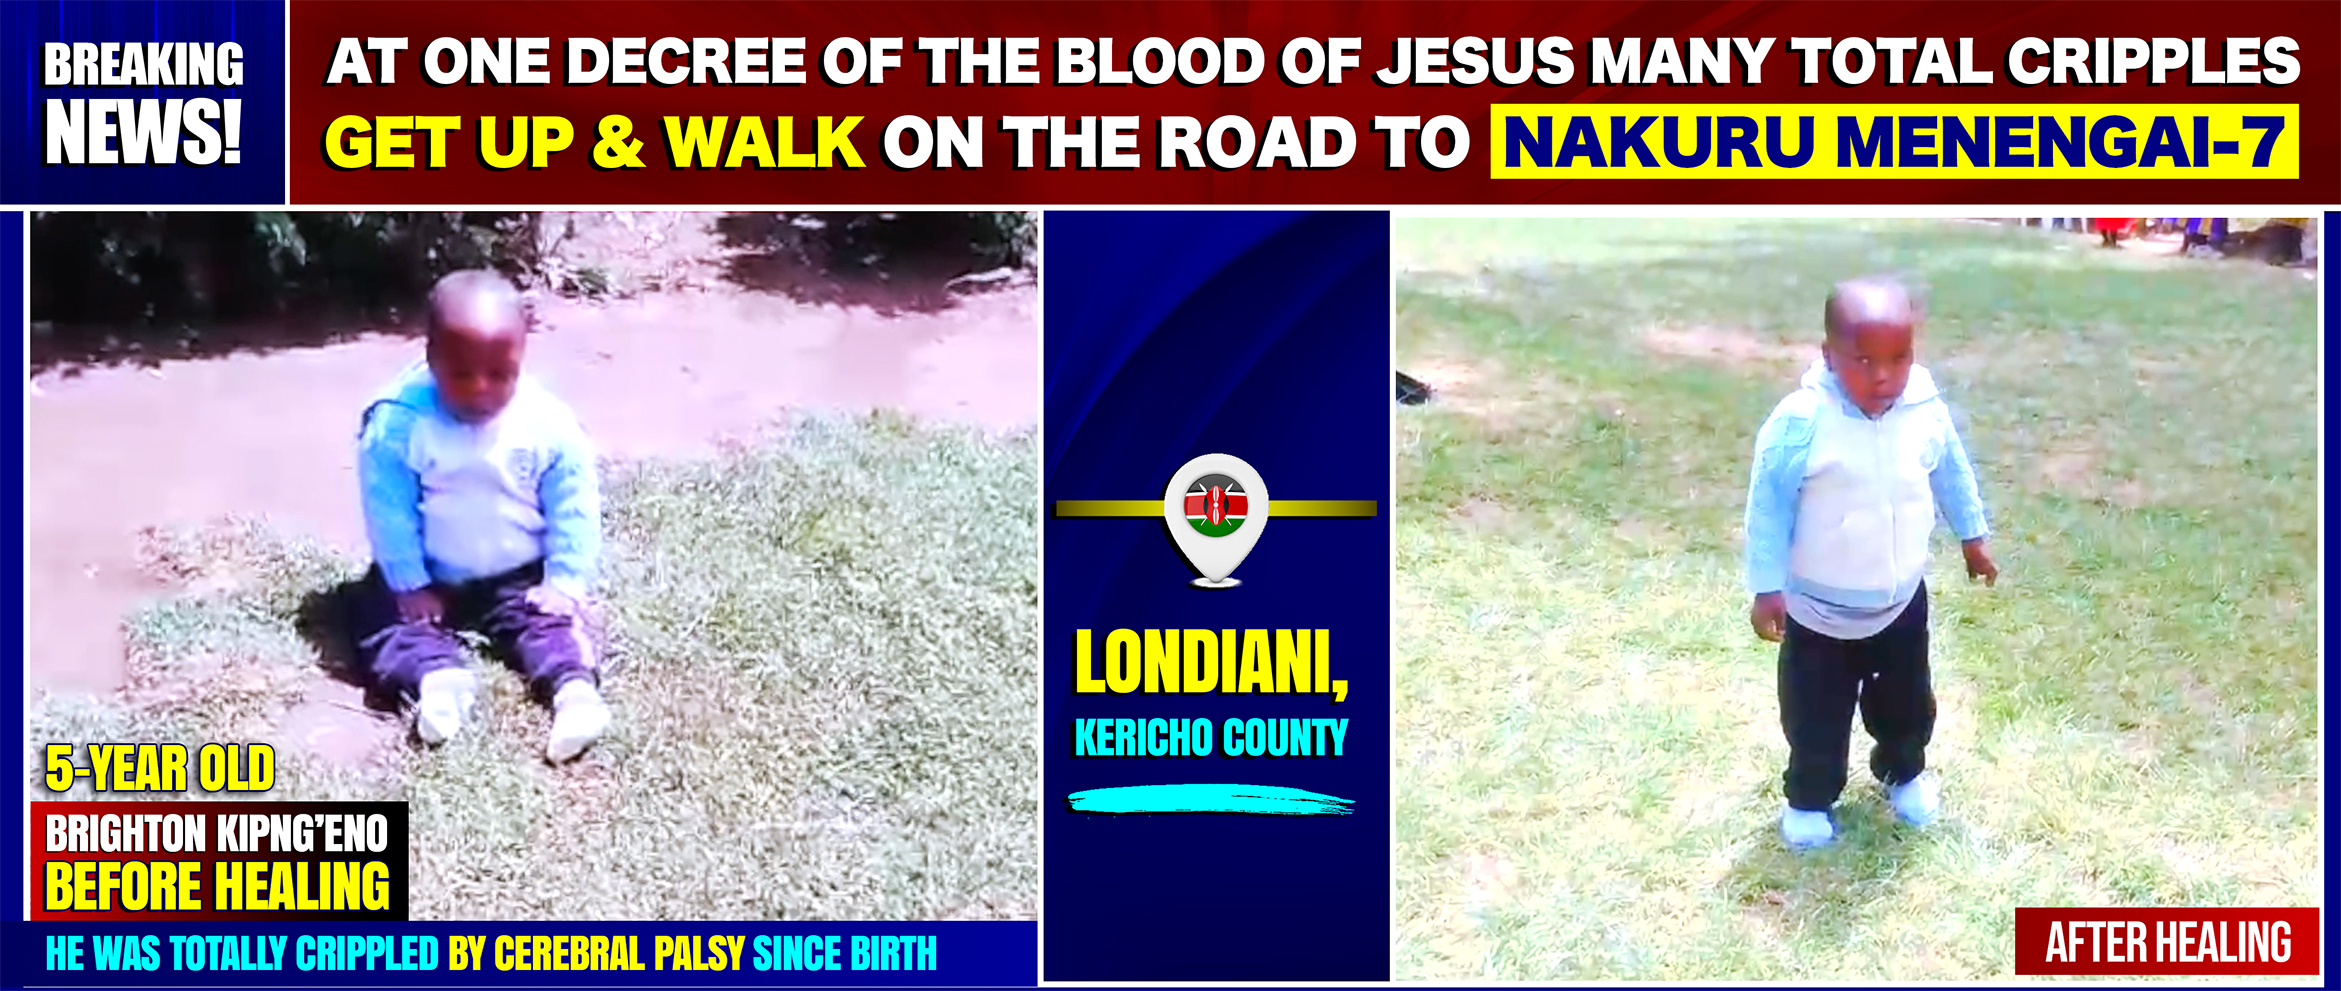 BREAKING
NEWS!
AT ONE DECREE OF THE BLOOD OF JESUS MANY TOTAL CRIPPLES
GET UP & WALK ON THE ROAD TO NAKURU MENENGAI-7
5-YEAR OLD
BRIGHTON KIPNG'ENO
BEFORE HEALING
HE WAS TOTALLY CRIPPLED BY CEREBRAL PALSY SINCE BIRTH
LONDIANI,
KERICHO COUNTY
AFTER HEALING